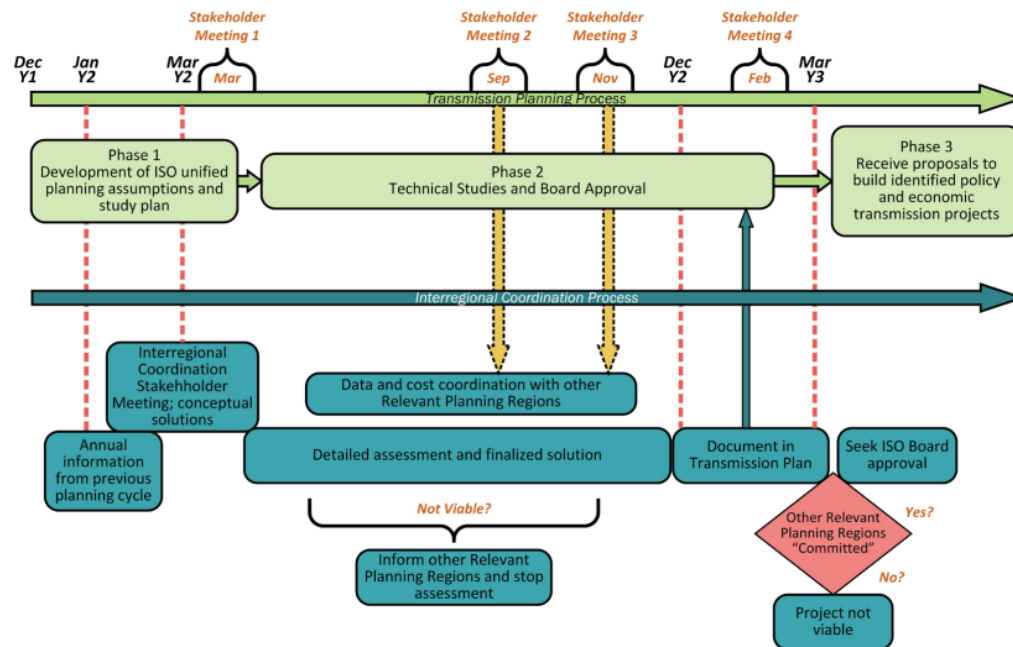 Stakeholder
Meeting 1
Stakeholder
Meeting 2
Stakeholder
Meeting 3
Stakeholder
Meeting 4
Dec
Y1
Jan
Y2
Mar
Y2
Mar
Sep
Nov
Dec
Y2
Feb
Mar
Y3
Transmission Planning Process
Phase 1
Development of ISO unified
planning assumptions and
study plan
Phase 2
Technical Studies and Board Approval
Phase 3
Receive proposals to
build identified policy
and economic
transmission projects
Interregional Coordination Process
Interregional
Coordination
Stakehholder
Meeting; conceptual
solutions
Data and cost coordination with other
Relevant Planning Regions
Annual
information
from previous
planning cycle
Detailed assessment and finalized solution
Document in
Transmission Plan
Seek ISO Board
approval
Not Viable?
Other Relevant
Planning Regions
“Committed”
Yes?
Inform other Relevant
Planning Regions and stop
assessment
No?
Project not
viable